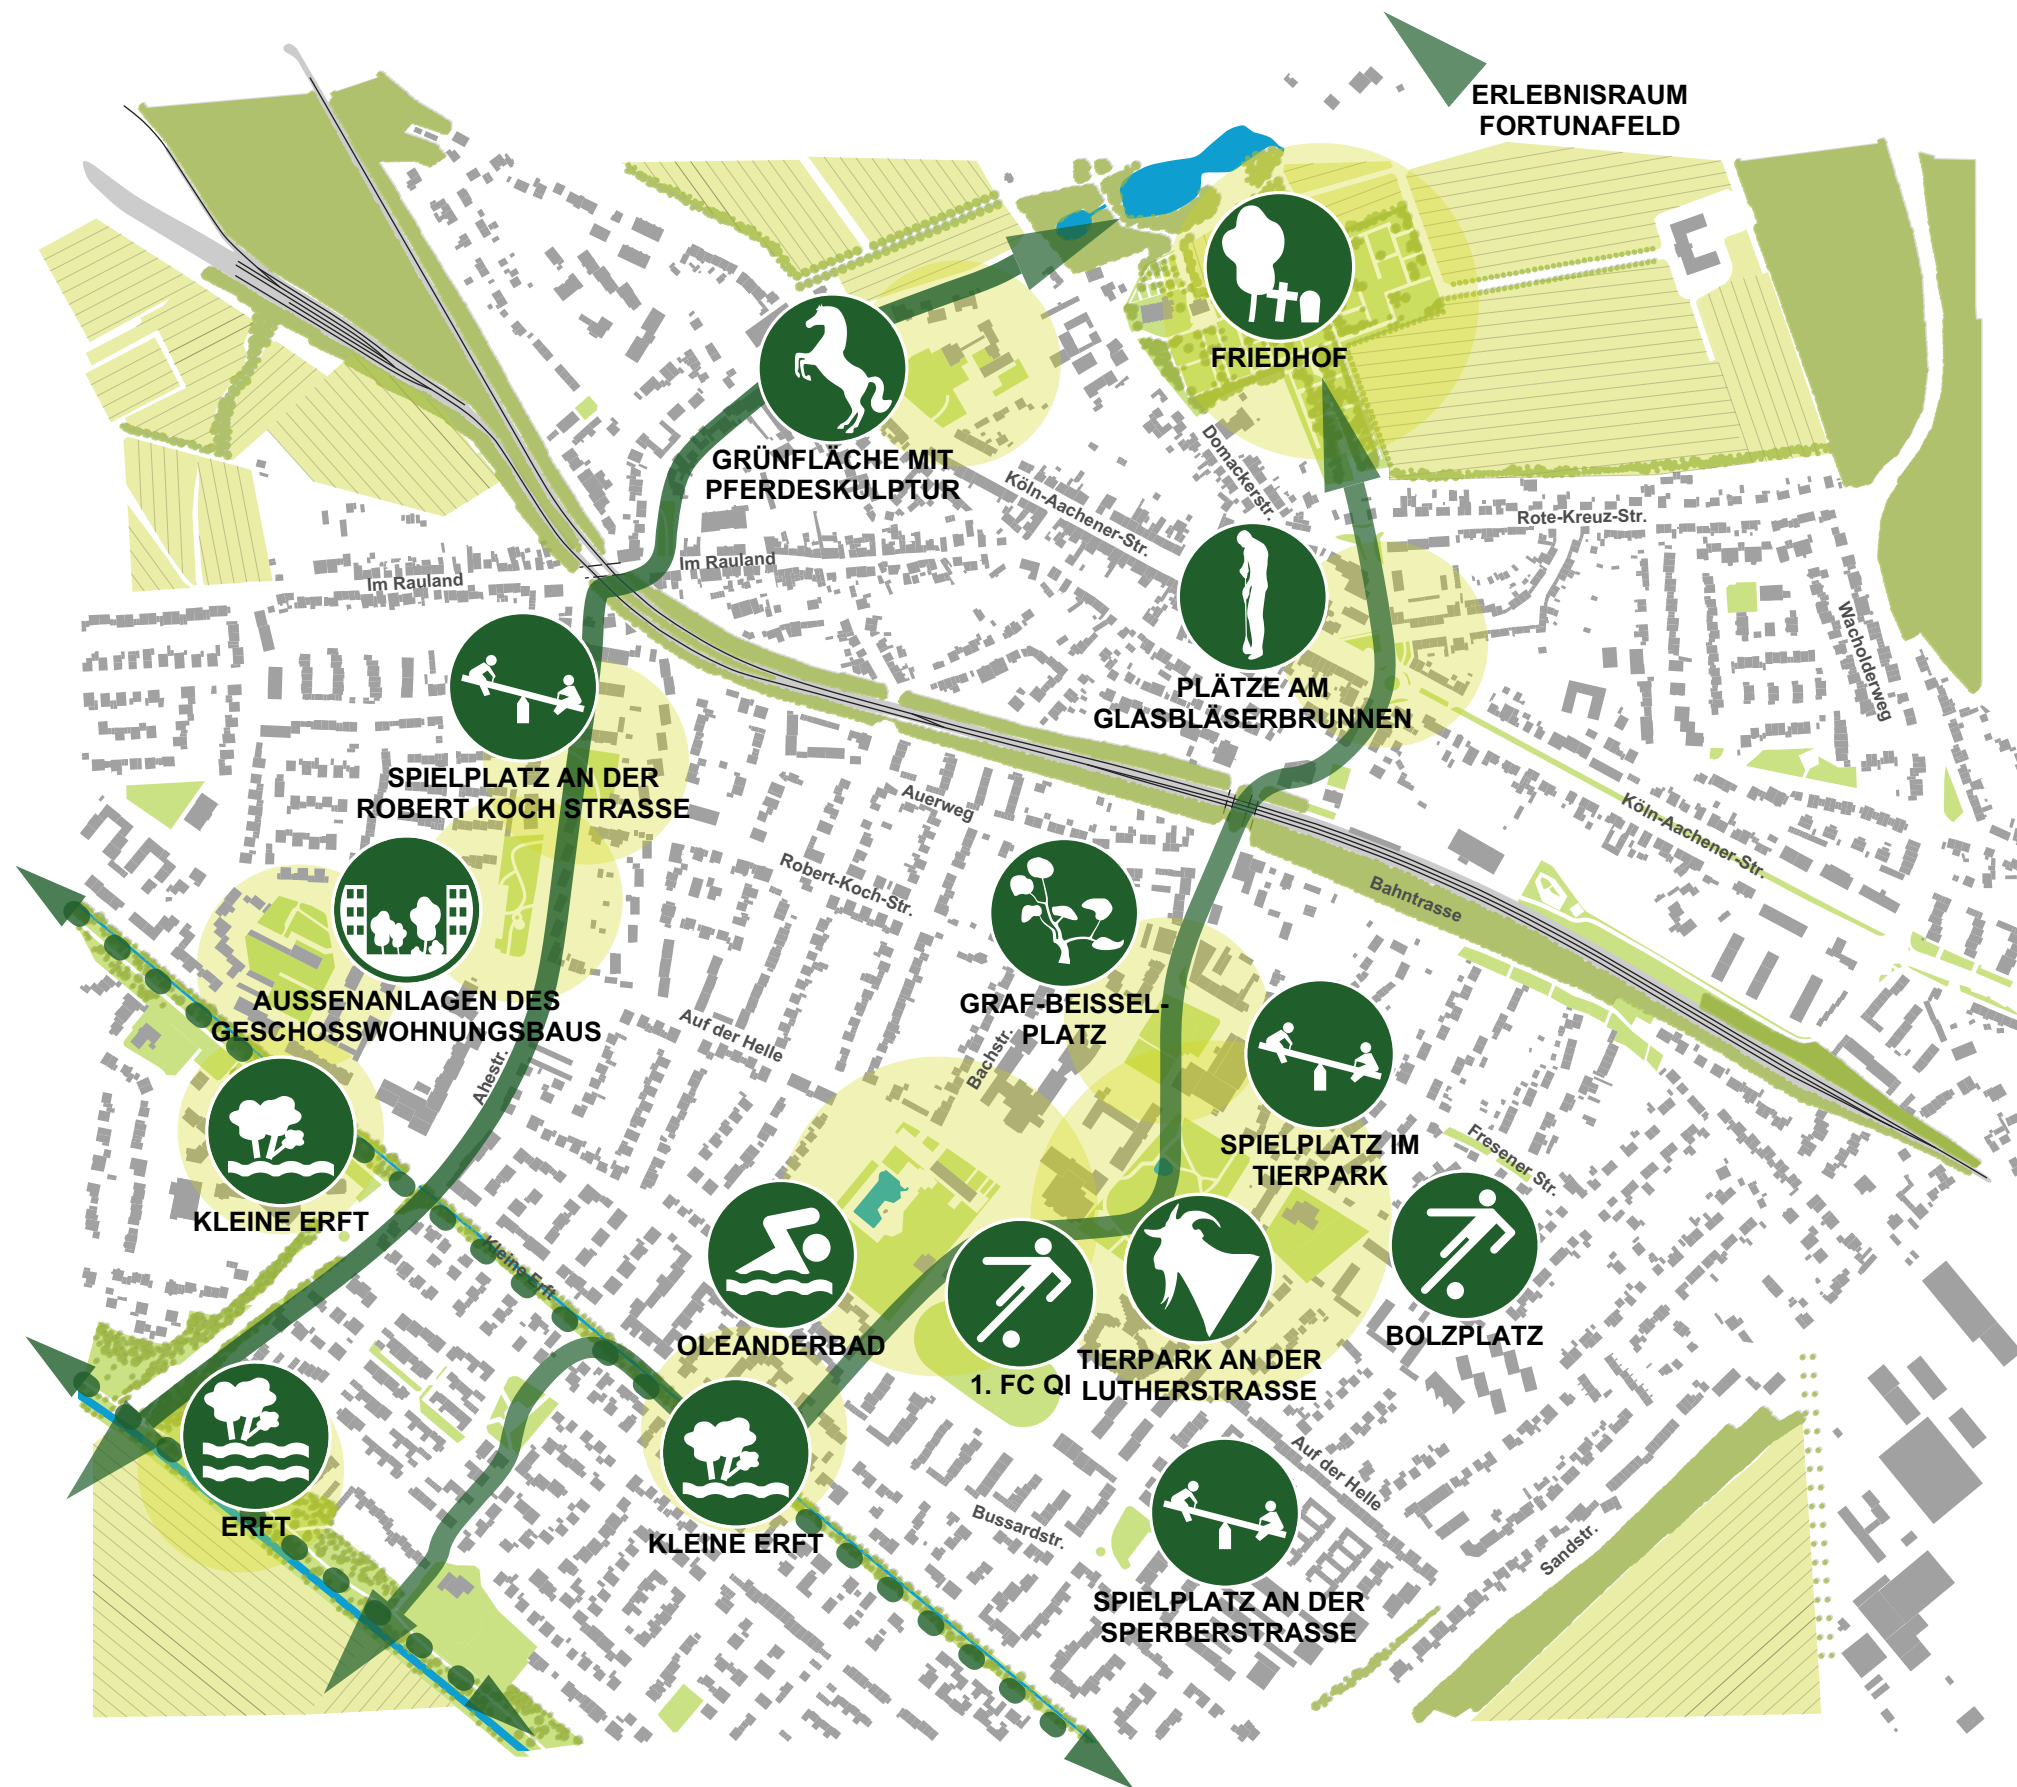 ERLEBNISRAUM
FORTUNAFELD
FRIEDHOF
GRÜNFLÄCHE MIT
PFERDESKULPTUR
Domackerstr.
Köln-Aachener-Str.
Rote-Kreuz-Str.
Im Rauland
Im Rauland
Wacholderweg
PLÄTZE AM
GLASBLÄSERBRUNNEN
SPIELPLATZ AN DER
ROBERT KOCH STRASSE
Auerweg
Köln-Aachener-Str.
Robert-Koch-Str.
Bahntrasse
AUSSENANLAGEN DES
GESCHOSSWOHNUNGSBAUS
GRAF-BEISSEL-
PLATZ
Auf der Helle
Bachstr.
Ahestr.
SPIELPLATZ IM
TIERPARK
Fresener Str.
KLEINE ERFT
Kleine Erft
OLEANDERBAD
BOLZPLATZ
1. FC QI
TIERPARK AN DER
LUTHERSTRASSE
Auf der Helle
ERFT
KLEINE ERFT
Bussardstr.
Sandstr.
SPIELPLATZ AN DER
SPERBERSTRASSE